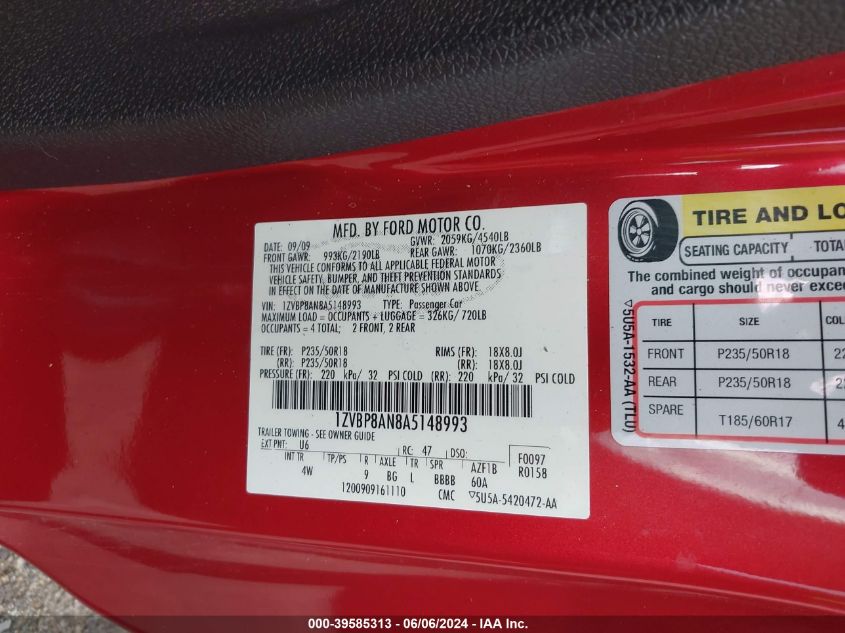 MFD. BY FORD MOTOR CO.
DATE: 09/09 GVWR: 2059KG/4540LB
FRONT GAWR: 993KG/2190LB REAR GAWR: 1070KG/2360LB
THIS VEHICLE CONFORMS TO ALL APPLICABLE FEDERAL MOTOR
VEHICLE SAFETY, BUMPER, AND THEFT PREVENTION STANDARDS
IN EFFECT ON THE DATE OF MANUFACTURE SHOWN ABOVE.
VIN: 1ZVBP8AN8A5148993 TYPE: Passenger Car
MAXIMUM LOAD = OCCUPANTS + LUGGAGE = 326KG/ 720LB
OCCUPANTS = 4 TOTAL; 2 FRONT, 2 REAR
TIRE (FR): P235/50R18 RIMS (FR): 18X8.0J
(RR): P235/50R18 (RR): 18X8.0J
PRESSURE (FR): 220 kPa/ 32 PSI COLD (RR): 220 kPa/ 32 PSI COLD
1ZVBP8AN8A5148993
TRAILER TOWING - SEE OWNER GUIDE
EXT PNT: U6 RC: 47 DSO: F0097
INT TR TP/PS R AXLE TR SPR AZF1B R0158
4W 9 BG L BBBB 60A
1200909161110 CMC ▽5U5A-5420472-AA
TIRE AND LO
SEATING CAPACITY TOTA
The combined weight of occupan
and cargo should never excee
▽5U5A-1532-AA (TL0)
TIRE SIZE COL
FRONT P235/50R18 22
REAR P235/50R18
SPARE T185/60R17 4
000-39585313 - 06/06/2024 - IAA Inc.